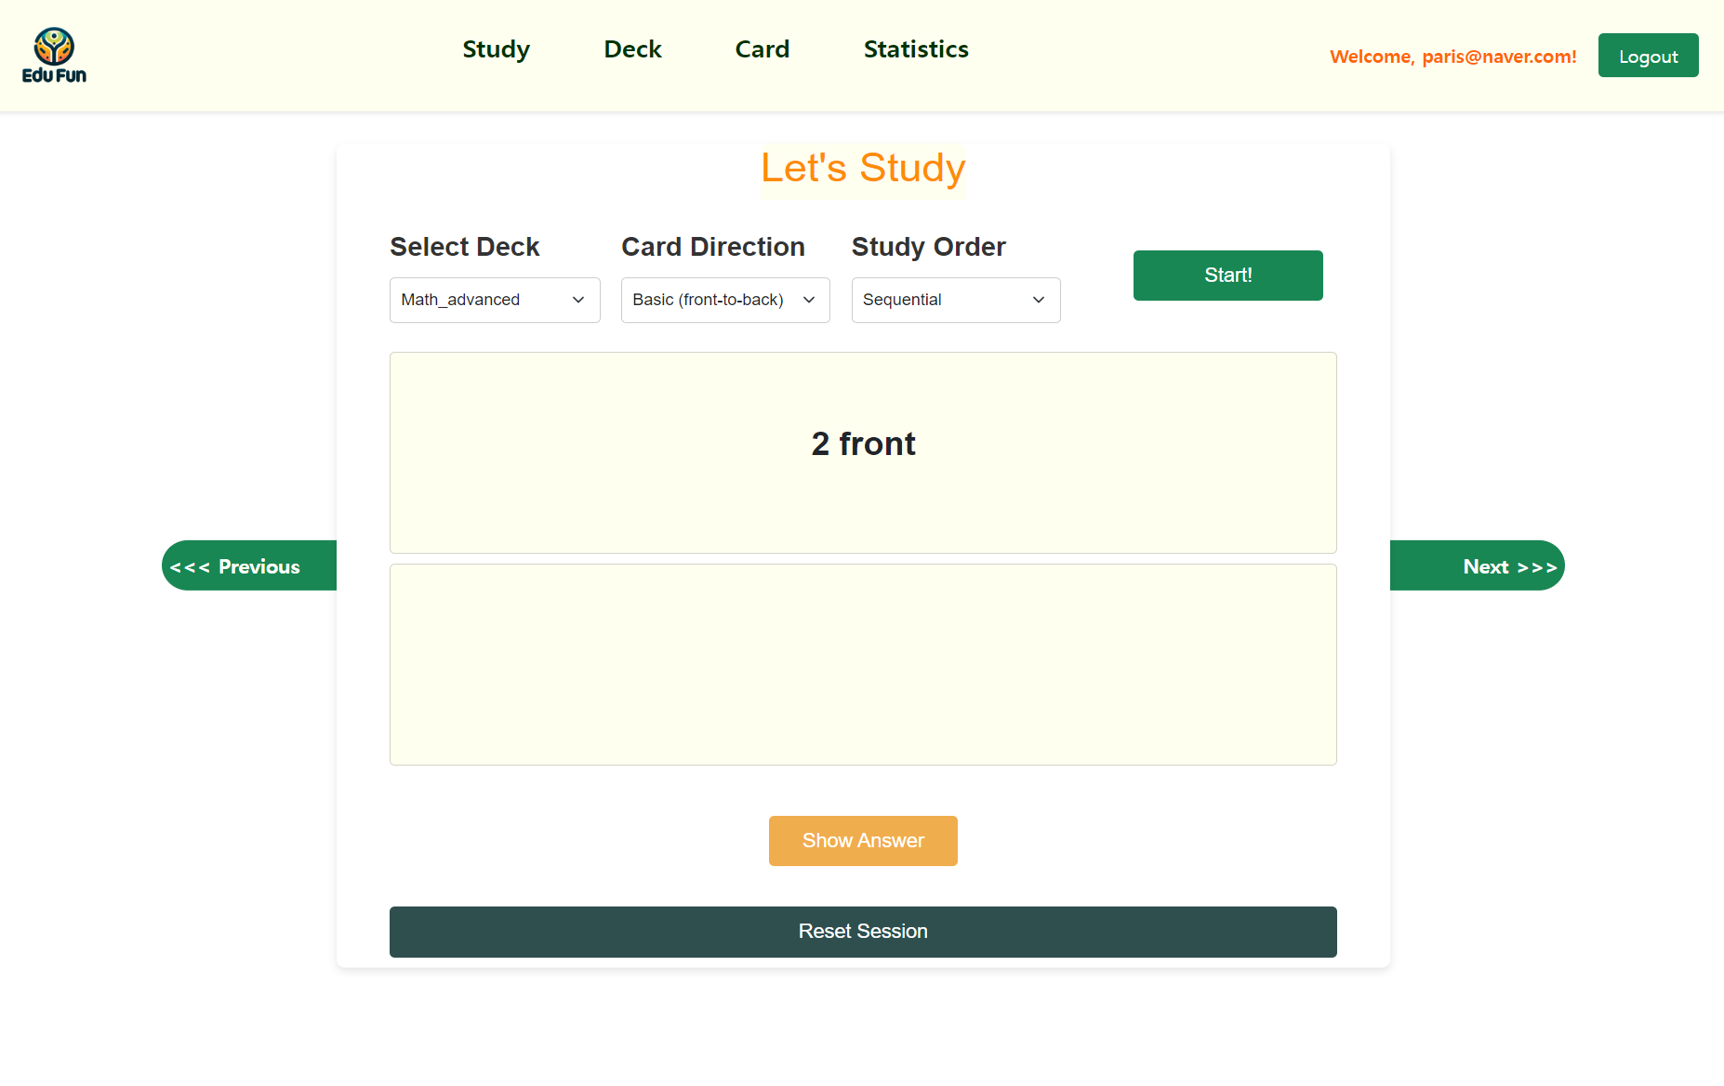 Edu Fun
Study
Deck
Card
Statistics
Welcome, paris@naver.com!
Logout
Let's Study
Select Deck
Card Direction
Study Order
Math_advanced
Basic (front-to-back)
Sequential
Start!
2 front
<<< Previous
Next >>>
Show Answer
Reset Session